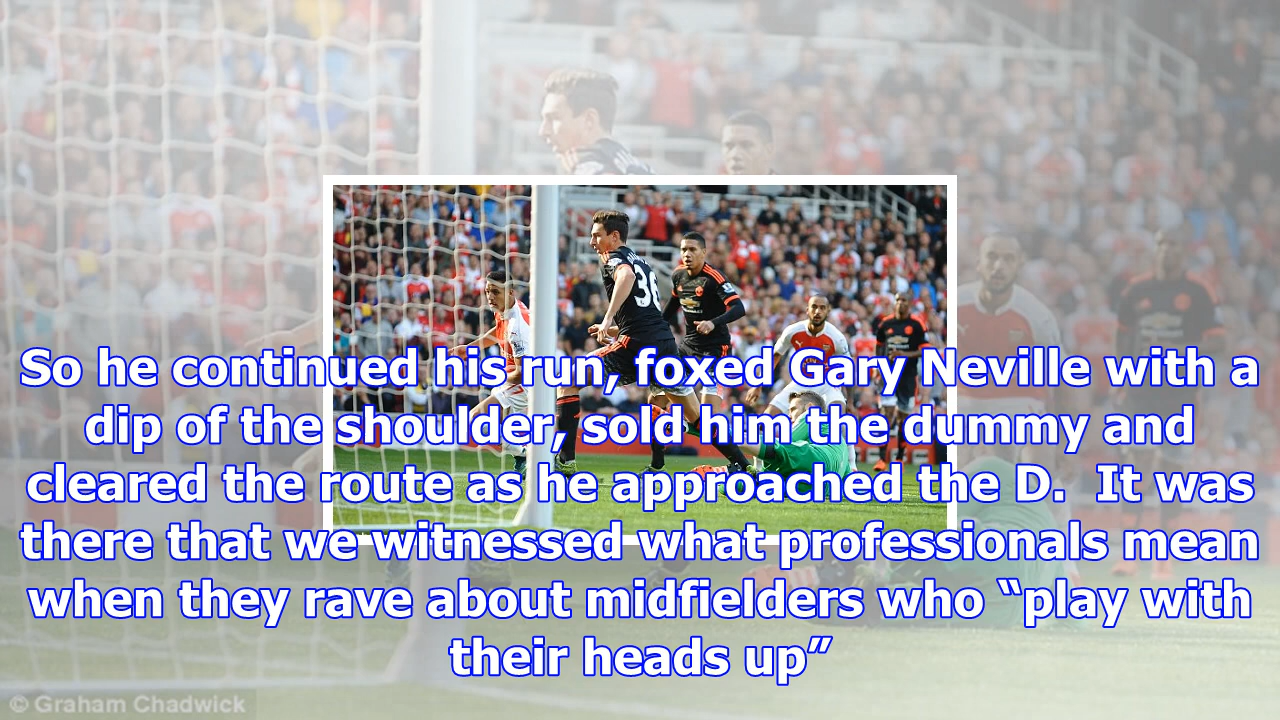 36
So he continued his run, foxed Gary Neville with a
dip of the shoulder, sold him the dummy and
cleared the route as he approached the D.  It was
there that we witnessed what professionals mean
when they rave about midfielders who “play with
their heads up”
© Graham Chadwick